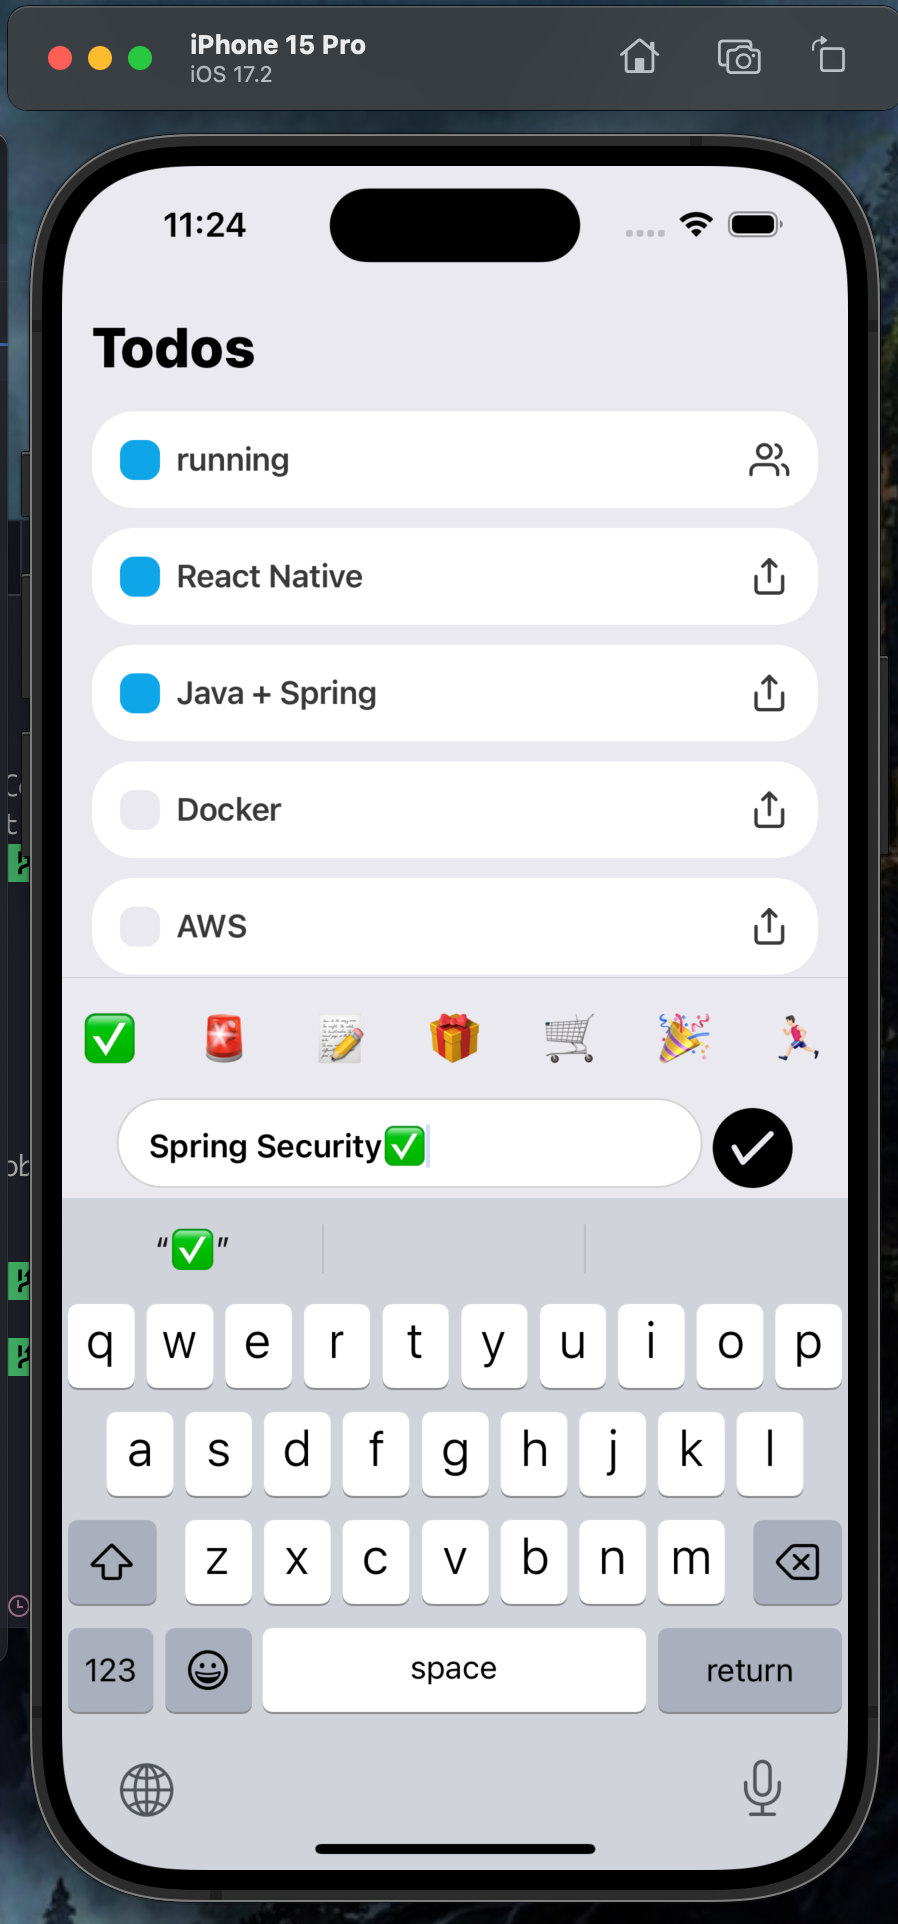 iPhone 15 Pro
iOS 17.2
11:24
Todos
running
React Native
Java + Spring
Docker
AWS
✅ 🚨 📝 🎁 🛒 🎉 🏃🏻
Spring Security✅
“✅”
q w e r t y u i o p
a s d f g h j k l
z x c v b n m
123 space return